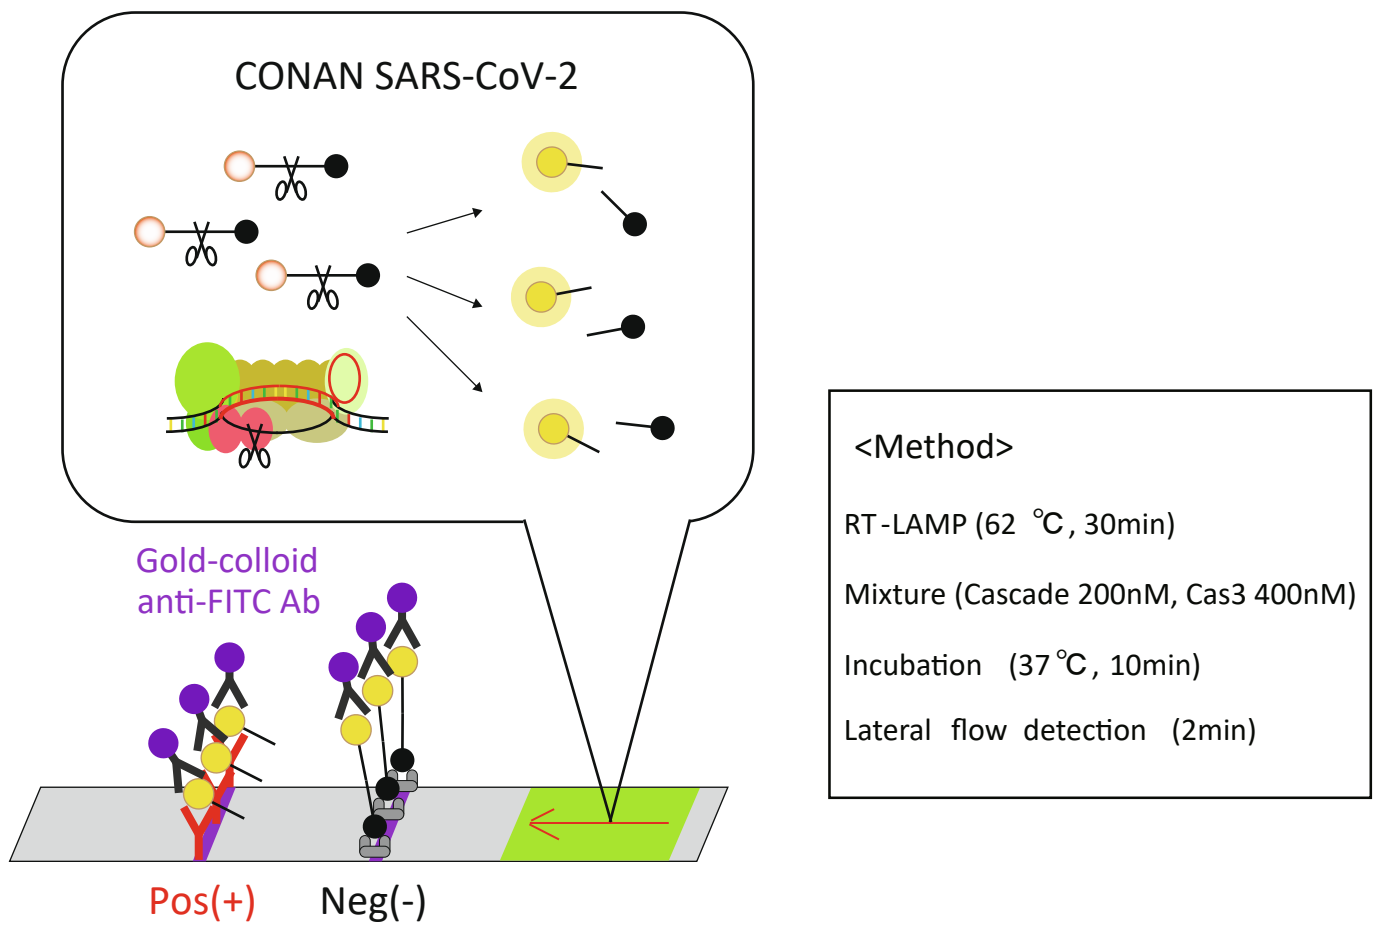 CONAN SARS-CoV-2
Gold-colloid
anti-FITC Ab
Pos(+)
Neg(-)
<Method>
RT-LAMP (62 ℃, 30min)
Mixture (Cascade 200nM, Cas3 400nM)
Incubation (37℃, 10min)
Lateral flow detection (2min)